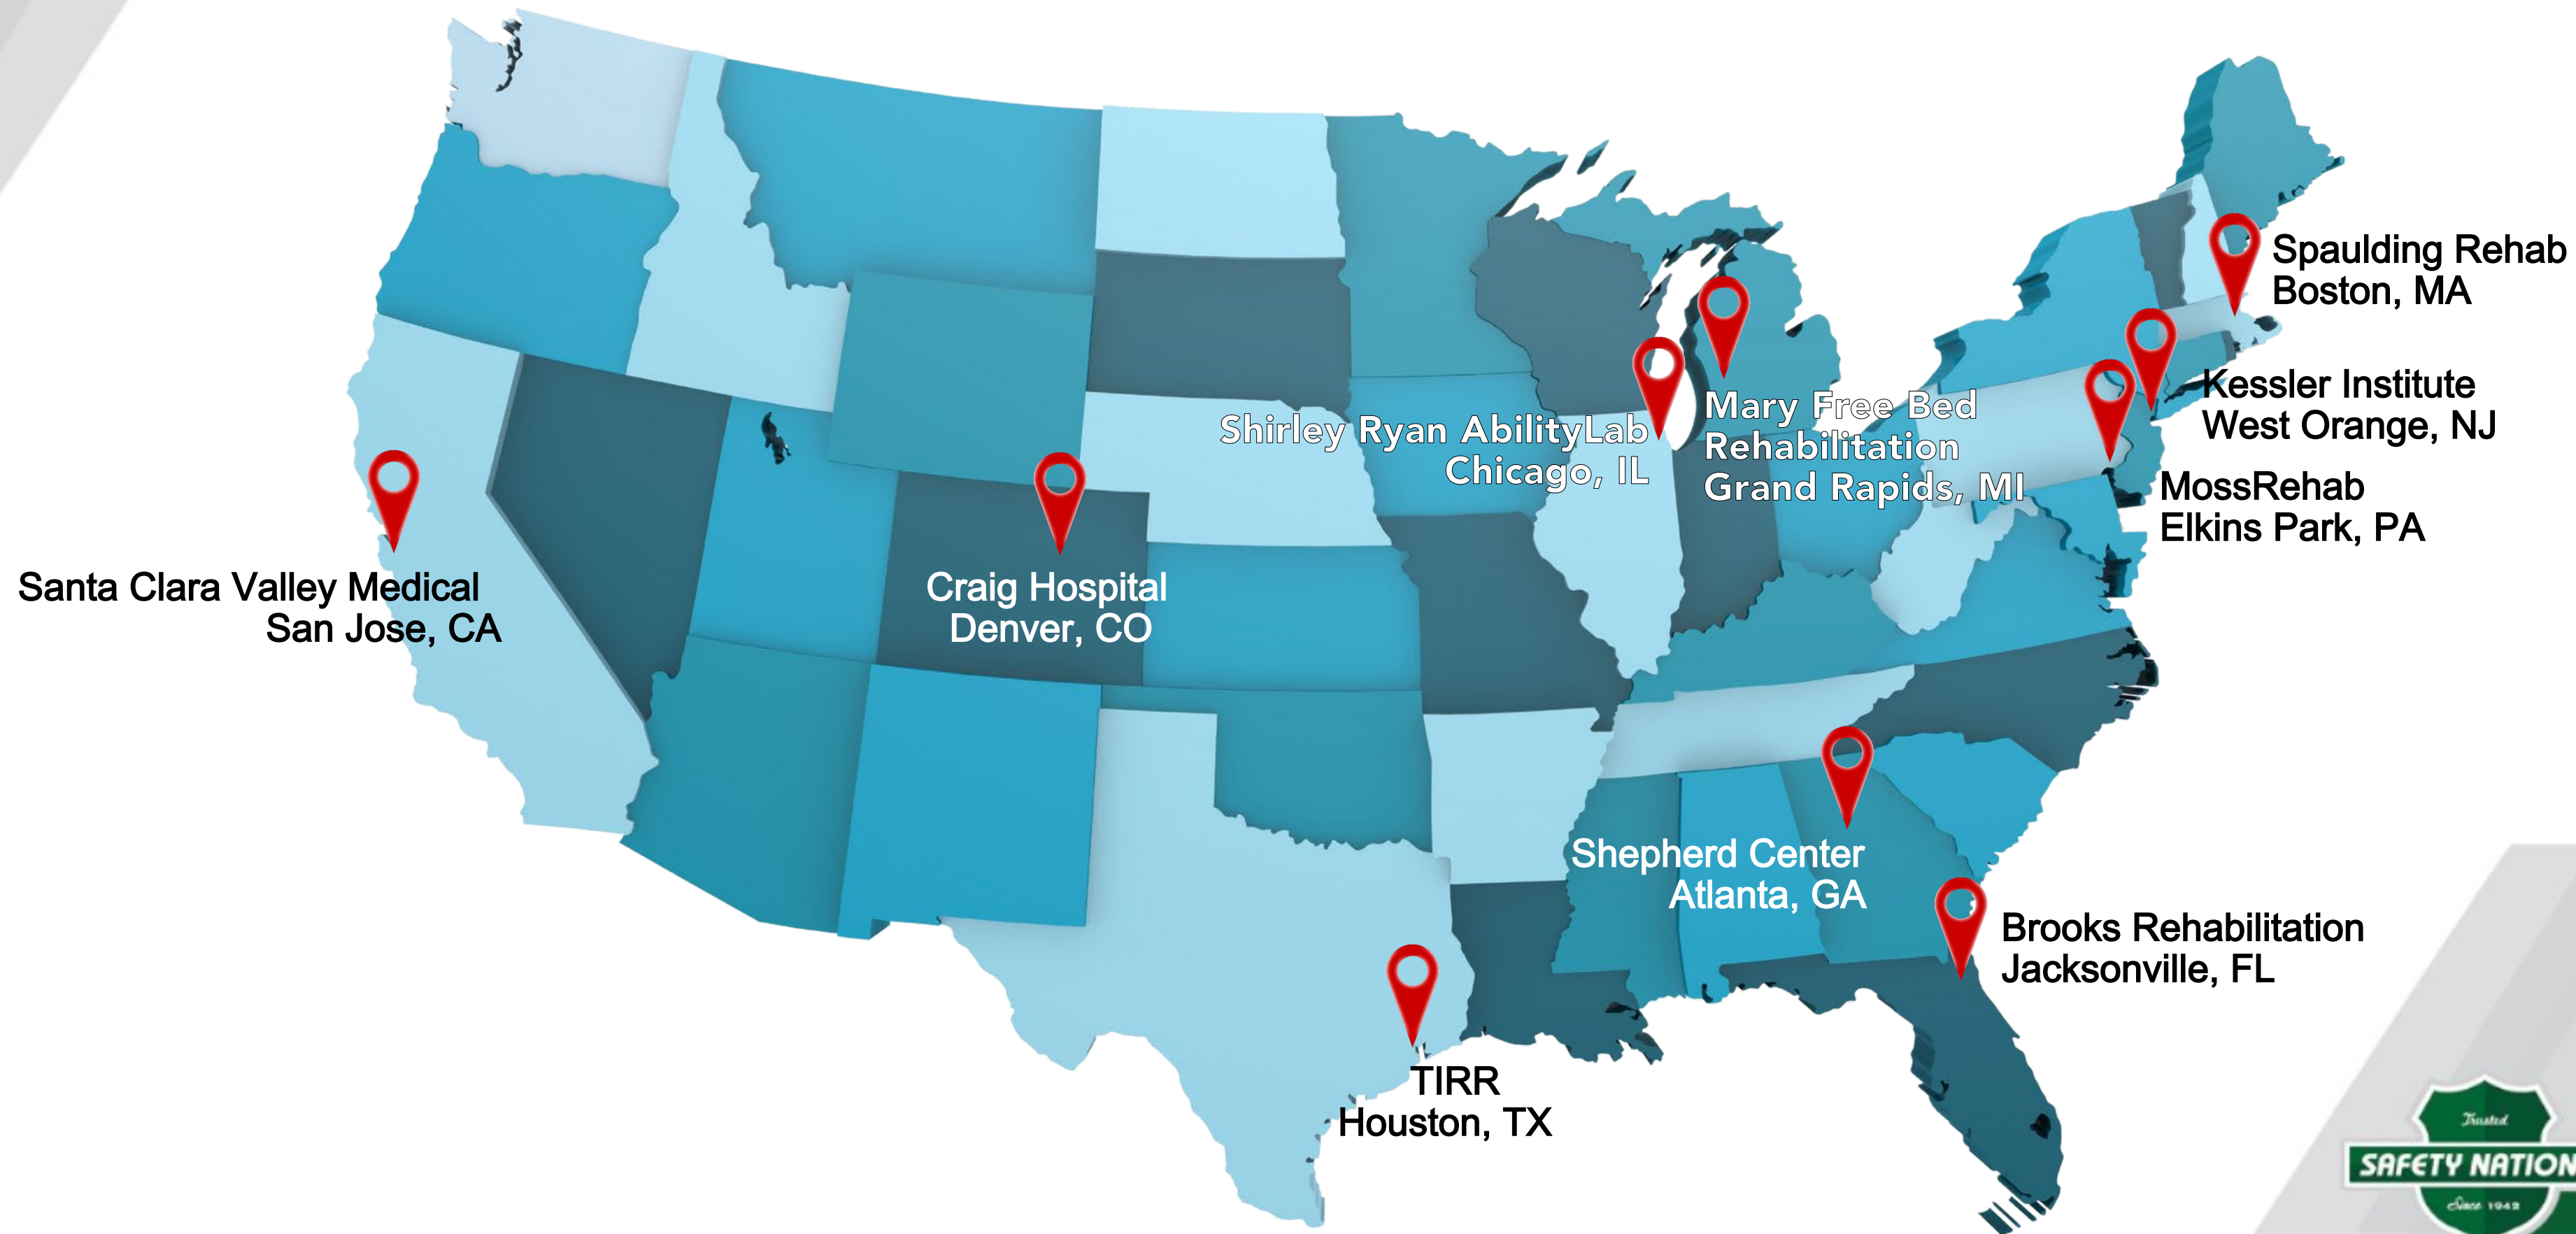 Spaulding Rehab
Boston, MA
Kessler Institute
West Orange, NJ
Mary Free Bed
Rehabilitation
Grand Rapids, MI
Shirley Ryan AbilityLab
Chicago, IL
MossRehab
Elkins Park, PA
Santa Clara Valley Medical
San Jose, CA
Craig Hospital
Denver, CO
Shepherd Center
Atlanta, GA
Brooks Rehabilitation
Jacksonville, FL
TIRR
Houston, TX
Trusted
SAFETY NATION
Since 1942